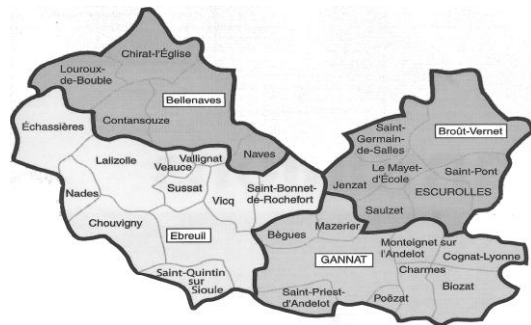 Chirat-l'Église
Louroux-
de-Bouble
Bellenaves
Contansouze
Échassières
Naves
Lalizolle
Vallignat
Veauce
Sussat
Saint-Bonnet-
de-Rochefort
Nades
Vicq
Chouvigny
Ebreuil
Saint-Quintin
sur
Sioule
Saint-
Germain-
de-Salles
Broût-Vernet
Le Mayet-
d'École
Saint-Pont
Jenzat
ESCUROLLES
Saulzet
Bègues
Mazerier
Monteignet sur
l'Andelot
Cognat-Lyonne
GANNAT
Charmes
Biozat
Saint-Priest-
d'Andelot
Poëzat